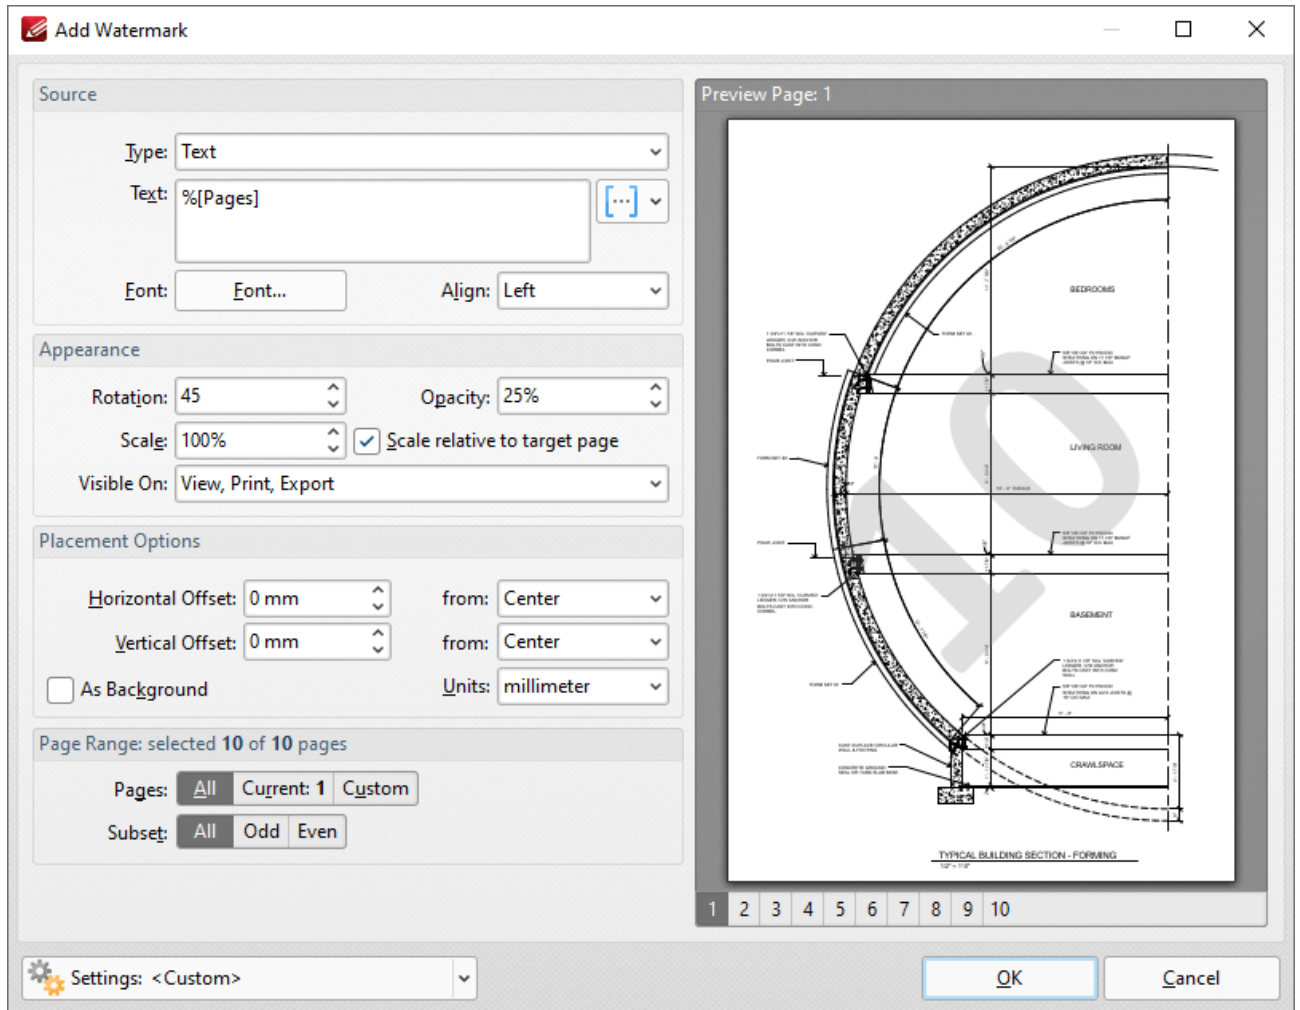 Add Watermark
Source
Type: Text
Text: %[Pages]
Font: Font... Align: Left
Appearance
Rotation: 45 Opacity: 25%
Scale: 100% Scale relative to target page
Visible On: View, Print, Export
Placement Options
Horizontal Offset: 0 mm from: Center
Vertical Offset: 0 mm from: Center
As Background Units: millimeter
Page Range: selected 10 of 10 pages
Pages: All Current: 1 Custom
Subset: All Odd Even
Preview Page: 1
BEDROOMS
LIVING ROOM
10
BASEMENT
CRAWLSPACE
TYPICAL BUILDING SECTION - FORMING
1 2 3 4 5 6 7 8 9 10
Settings: <Custom>
OK Cancel